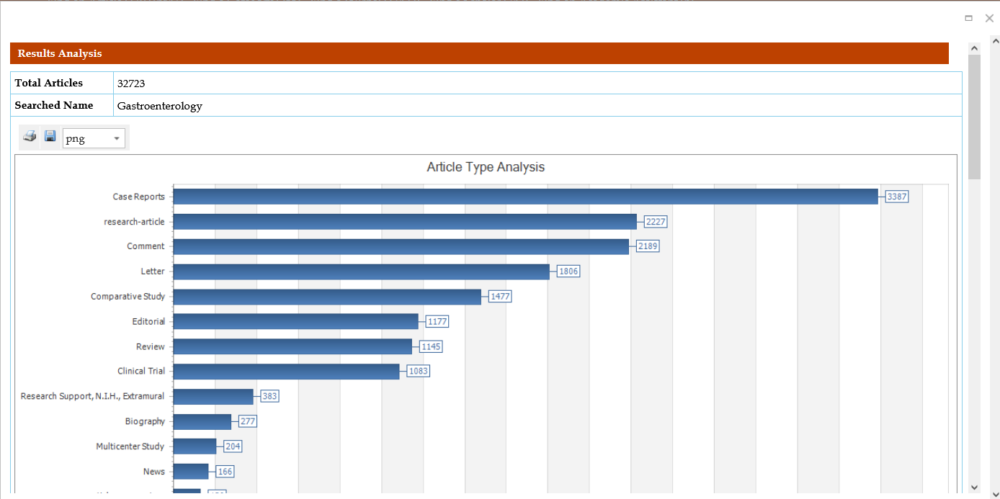 Results Analysis
Total Articles 32723
Searched Name Gastroenterology
png
Article Type Analysis
Case Reports 3387
research-article 2227
Comment 2189
Letter 1806
Comparative Study 1477
Editorial 1177
Review 1145
Clinical Trial 1083
Research Support, N.I.H., Extramural 383
Biography 277
Multicenter Study 204
News 166